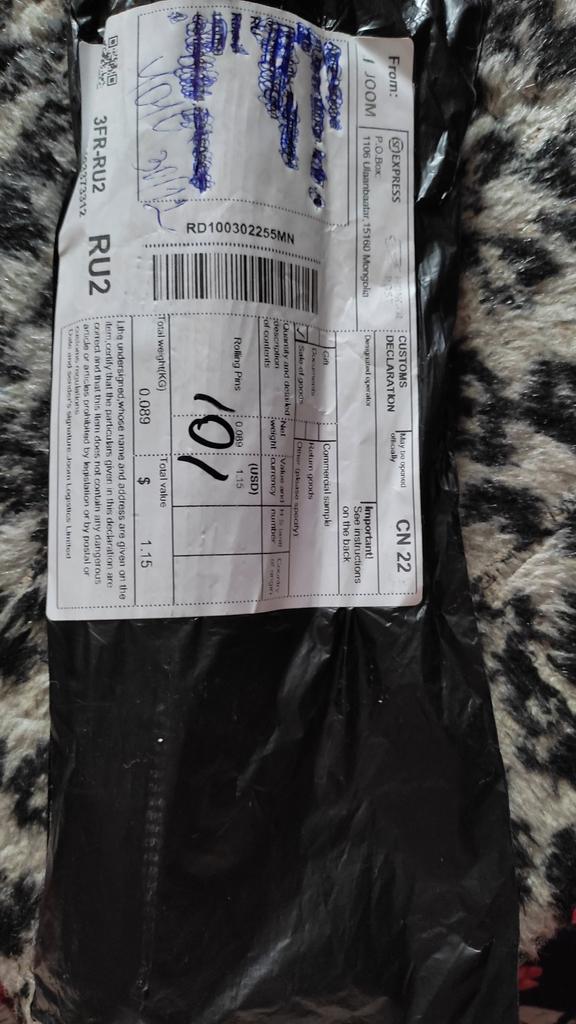 From:
JOOM
EXPRESS
P.O.Box.
1106 Ulaanbaatar, 15160 Mongolia
RD100302255MN
3FR-RU2
RU2
CUSTOMS
DECLARATION
May be opened
officially
CN 22
Designated operator
Important!
See instructions
on the back
Gift
Commercial sample
Documents
Return goods
✓ Sale of goods
Other (please specify):
Quantity and detailed
description
of contents
Net
weight
Value and
currency
(USD)
number
Country
of origin
Rolling Pins
0.089
1.15
101
Total weight(KG)
Total value
0.089
$
1.15
I,the undersigned,whose name and address are given on the
item,certify that the particulars given in this declaration are
correct and that this item does not contain any dangerous
article or articles prohibited by legislation or by postal or
customs regulations
Date and sender's signature: Joom Logistics Limited